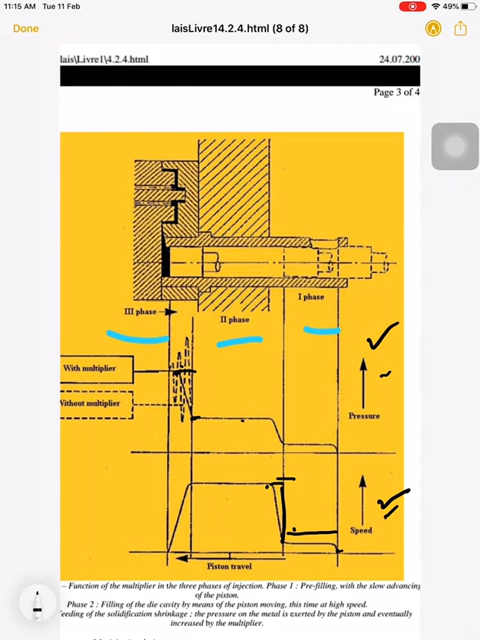 11:15 AM Tue 11 Feb
49%
Done
laisLivre14.2.4.html (8 of 8)
lais\Livre1\4.2.4.html
24.07.200
Page 3 of 4
III phase
II phase
I phase
With multiplier
Without multiplier
Pressure
Speed
Piston travel
– Function of the multiplier in the three phases of injection. Phase 1 : Pre-filling, with the slow advancing
of the piston.
Phase 2 : Filling of the die cavity by means of the piston moving, this time at high speed.
Feeding of the solidification shrinkage ; the pressure on the metal is exerted by the piston and eventually
increased by the multiplier.